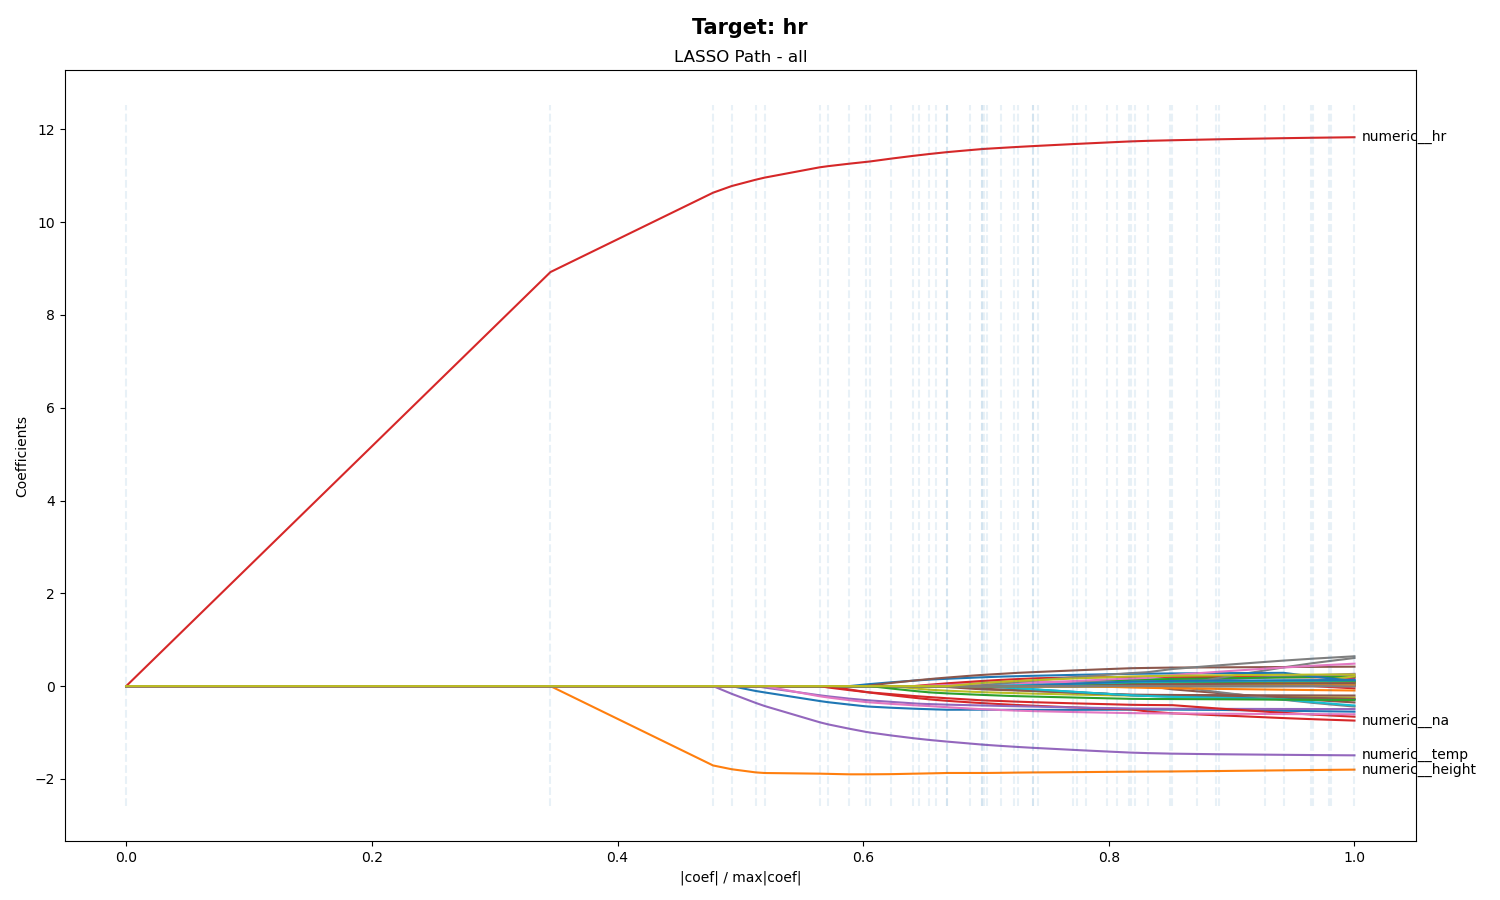 Target: hr
LASSO Path - all
12
10
8
6
4
2
0
−2
Coefficients
numeric__hr
numeric__na
numeric__temp
numeric__height
0.0 0.2 0.4 0.6 0.8 1.0
|coef| / max|coef|